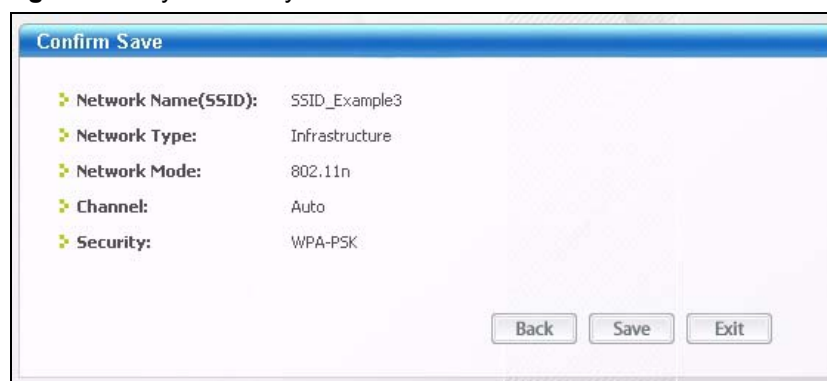 Confirm Save
Network Name(SSID): SSID_Example3
Network Type: Infrastructure
Network Mode: 802.11n
Channel: Auto
Security: WPA-PSK
Back Save Exit